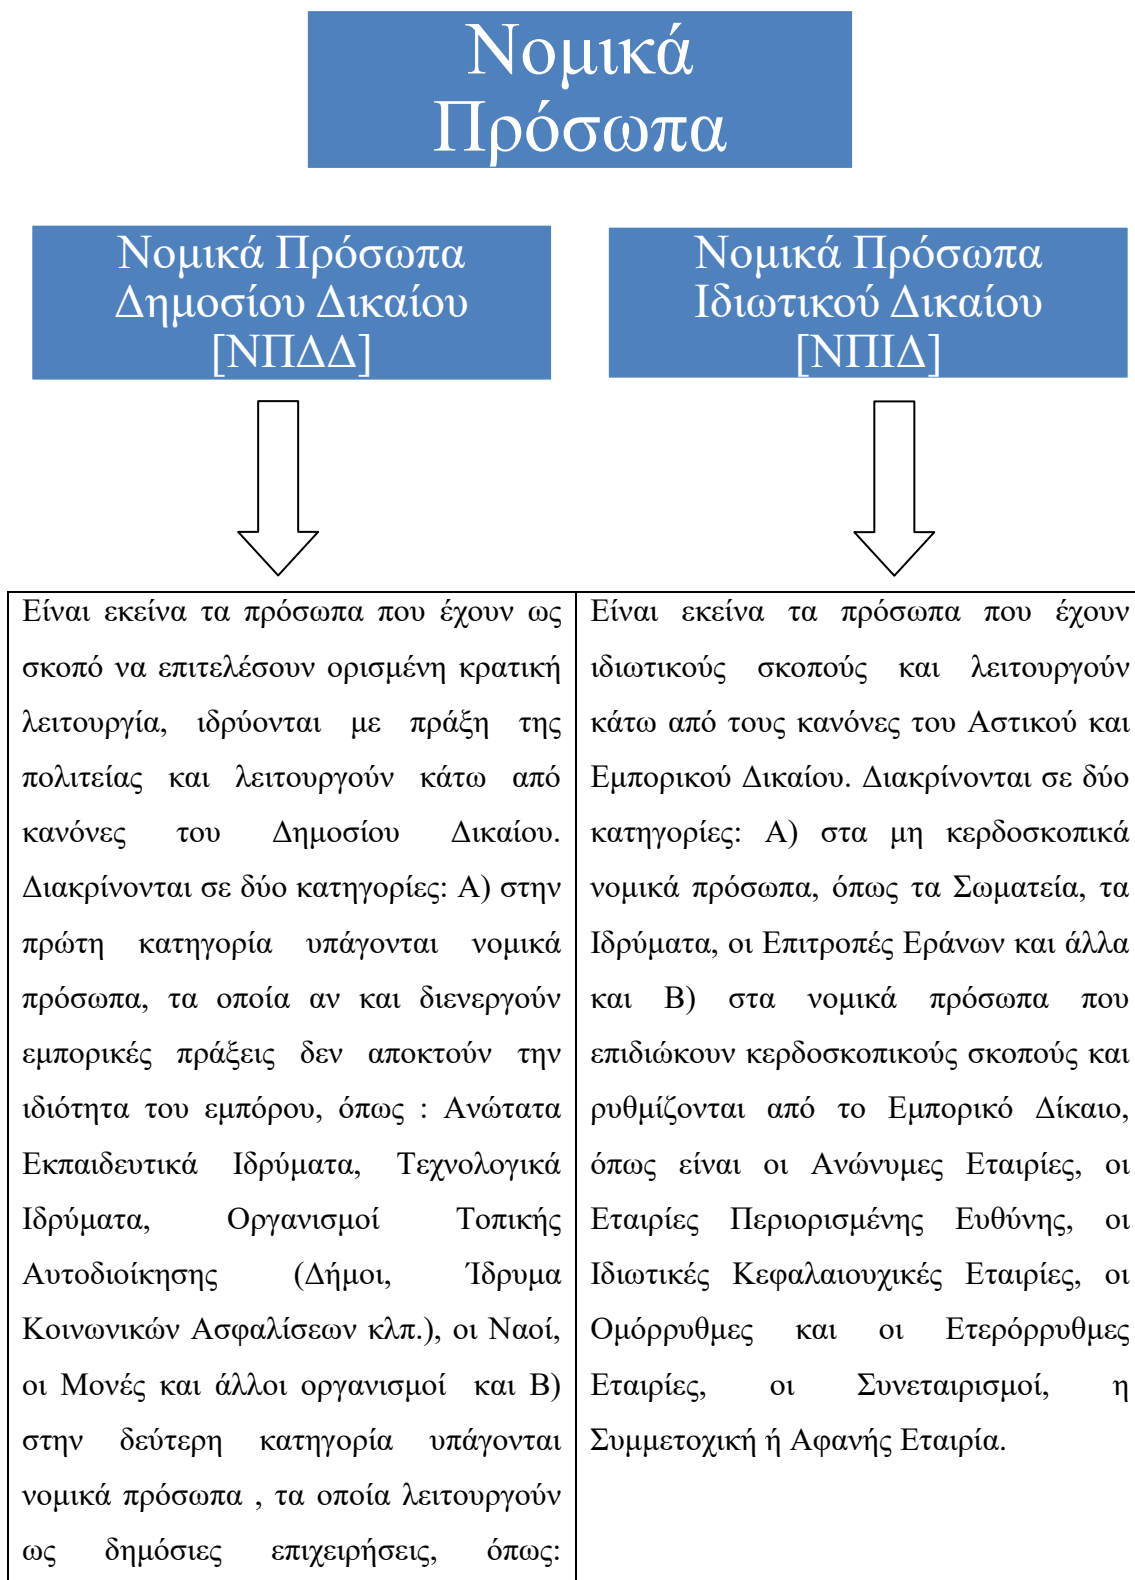 Νομικά
Πρόσωπα
Νομικά Πρόσωπα
Δημοσίου Δικαίου
[ΝΠΔΔ]
Νομικά Πρόσωπα
Ιδιωτικού Δικαίου
[ΝΠΙΔ]
Είναι εκείνα τα πρόσωπα που έχουν ως
σκοπό να επιτελέσουν ορισμένη κρατική
λειτουργία, ιδρύονται με πράξη της
πολιτείας και λειτουργούν κάτω από
κανόνες του Δημοσίου Δικαίου.
Διακρίνονται σε δύο κατηγορίες: Α) στην
πρώτη κατηγορία υπάγονται νομικά
πρόσωπα, τα οποία αν και διενεργούν
εμπορικές πράξεις δεν αποκτούν την
ιδιότητα του εμπόρου, όπως : Ανώτατα
Εκπαιδευτικά Ιδρύματα, Τεχνολογικά
Ιδρύματα, Οργανισμοί Τοπικής
Αυτοδιοίκησης (Δήμοι, Ίδρυμα
Κοινωνικών Ασφαλίσεων κλπ.), οι Ναοί,
οι Μονές και άλλοι οργανισμοί και Β)
στην δεύτερη κατηγορία υπάγονται
νομικά πρόσωπα , τα οποία λειτουργούν
ως δημόσιες επιχειρήσεις, όπως:
Είναι εκείνα τα πρόσωπα που έχουν
ιδιωτικούς σκοπούς και λειτουργούν
κάτω από τους κανόνες του Αστικού και
Εμπορικού Δικαίου. Διακρίνονται σε δύο
κατηγορίες: Α) στα μη κερδοσκοπικά
νομικά πρόσωπα, όπως τα Σωματεία, τα
Ιδρύματα, οι Επιτροπές Εράνων και άλλα
και Β) στα νομικά πρόσωπα που
επιδιώκουν κερδοσκοπικούς σκοπούς και
ρυθμίζονται από το Εμπορικό Δίκαιο,
όπως είναι οι Ανώνυμες Εταιρίες, οι
Εταιρίες Περιορισμένης Ευθύνης, οι
Ιδιωτικές Κεφαλαιουχικές Εταιρίες, οι
Ομόρρυθμες και οι Ετερόρρυθμες
Εταιρίες, οι Συνεταιρισμοί, η
Συμμετοχική ή Αφανής Εταιρία.